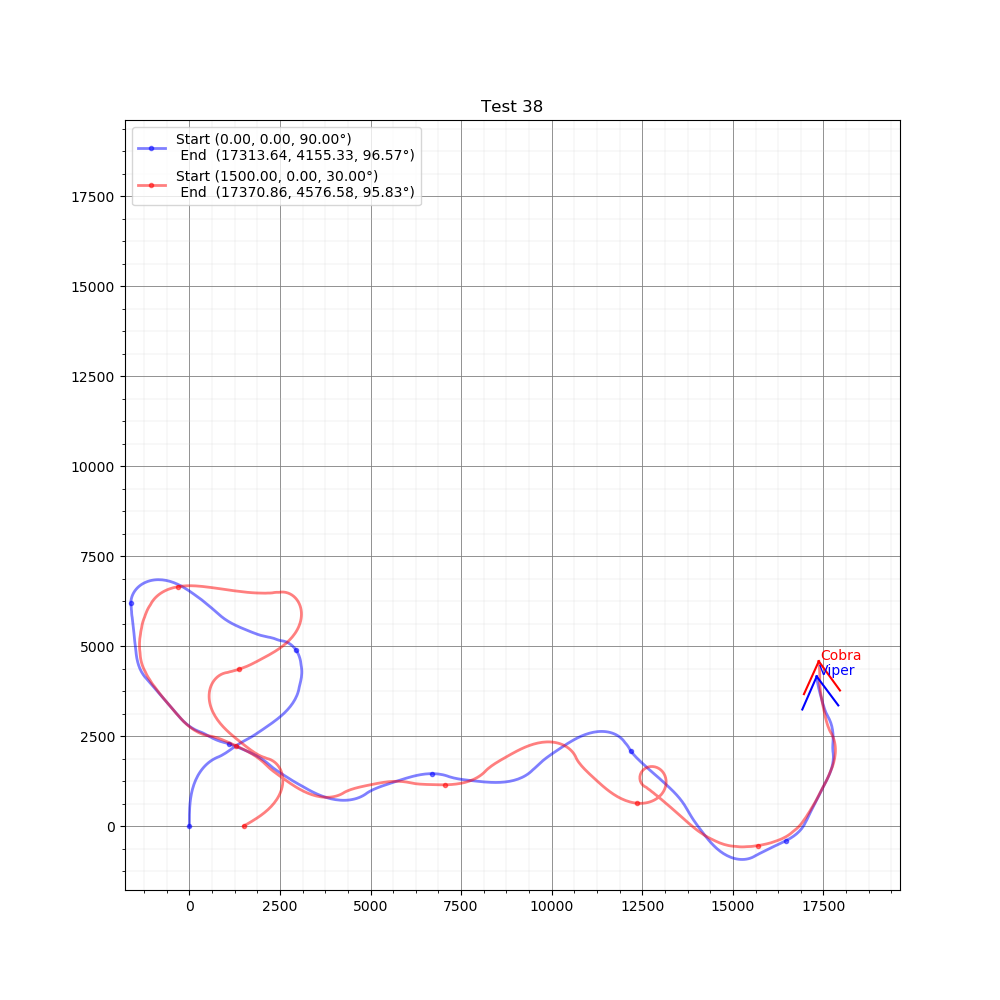 Test 38
Start (0.00, 0.00, 90.00°)
End (17313.64, 4155.33, 96.57°)
Start (1500.00, 0.00, 30.00°)
End (17370.86, 4576.58, 95.83°)
17500
15000
12500
10000
7500
5000
2500
0
Cobra
Viper
0 2500 5000 7500 10000 12500 15000 17500